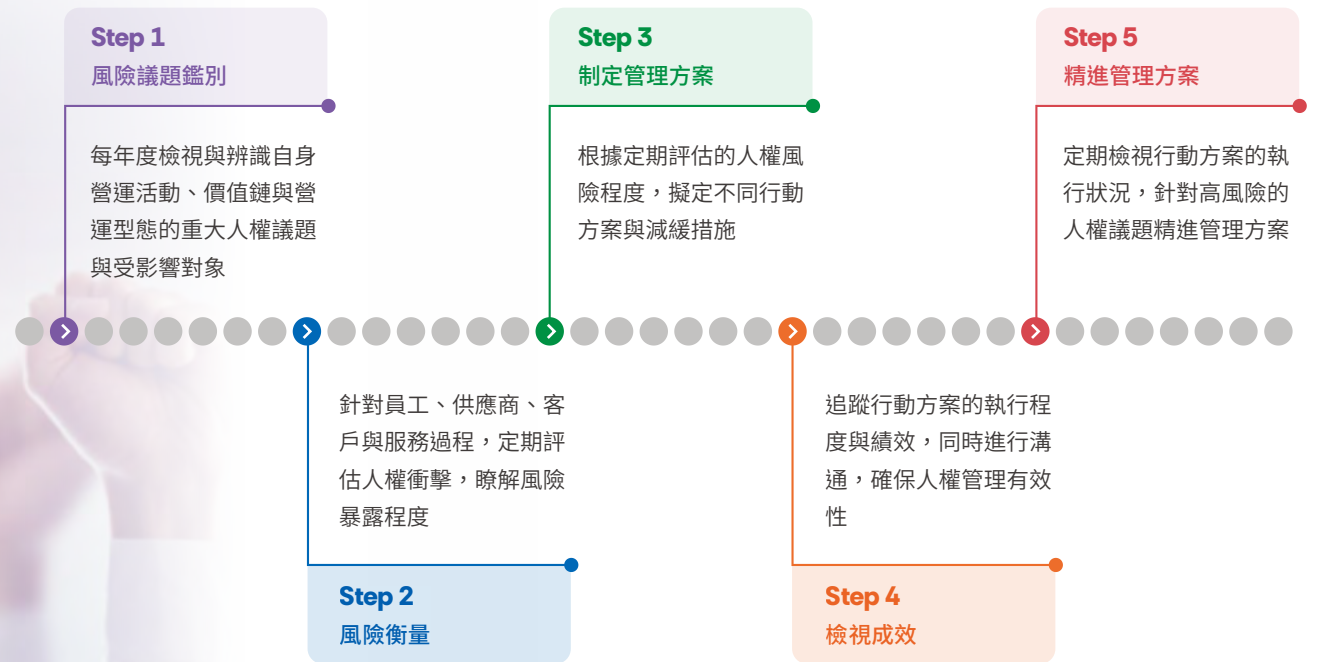 Step 1
風險議題鑑別
每年度檢視與辨識自身
營運活動、價值鏈與營
運型態的重大人權議題
與受影響對象
針對員工、供應商、客
戶與服務過程，定期評
估人權衝擊，瞭解風險
暴露程度
Step 2
風險衡量
Step 3
制定管理方案
根據定期評估的人權風
險程度，擬定不同行動
方案與減緩措施
追蹤行動方案的執行程
度與績效，同時進行溝
通，確保人權管理有效
性
Step 4
檢視成效
Step 5
精進管理方案
定期檢視行動方案的執
行狀況，針對高風險的
人權議題精進管理方案